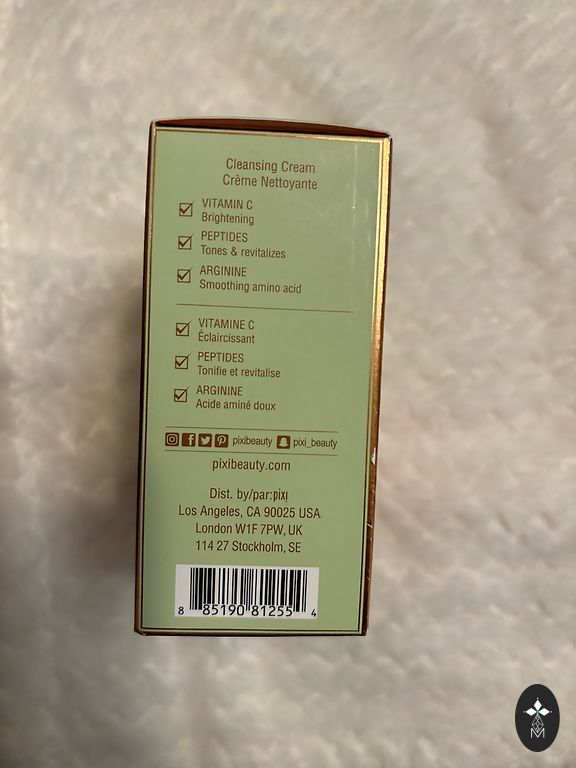 Cleansing Cream
Crème Nettoyante
VITAMIN C
Brightening
PEPTIDES
Tones & revitalizes
ARGININE
Smoothing amino acid
VITAMINE C
Éclaircissant
PEPTIDES
Tonifie et revitalise
ARGININE
Acide aminé doux
pixibeauty pixi_beauty
pixibeauty.com
Dist. by/par:pixi
Los Angeles, CA 90025 USA
London W1F 7PW, UK
114 27 Stockholm, SE
8 85190 81255 4